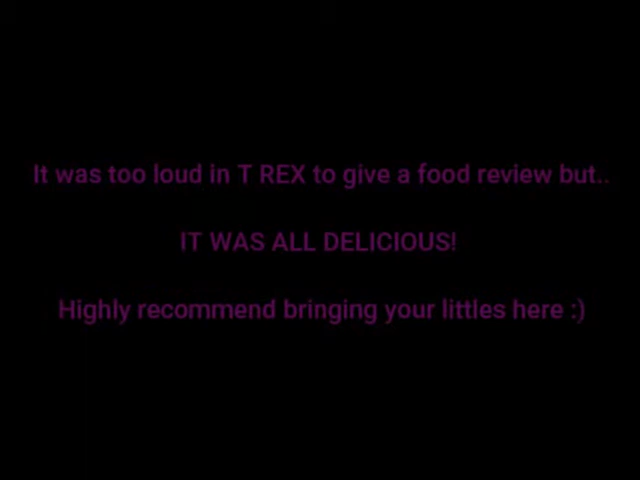 It was too loud in T REX to give a food review but..
IT WAS ALL DELICIOUS!
Highly recommend bringing your littles here :)